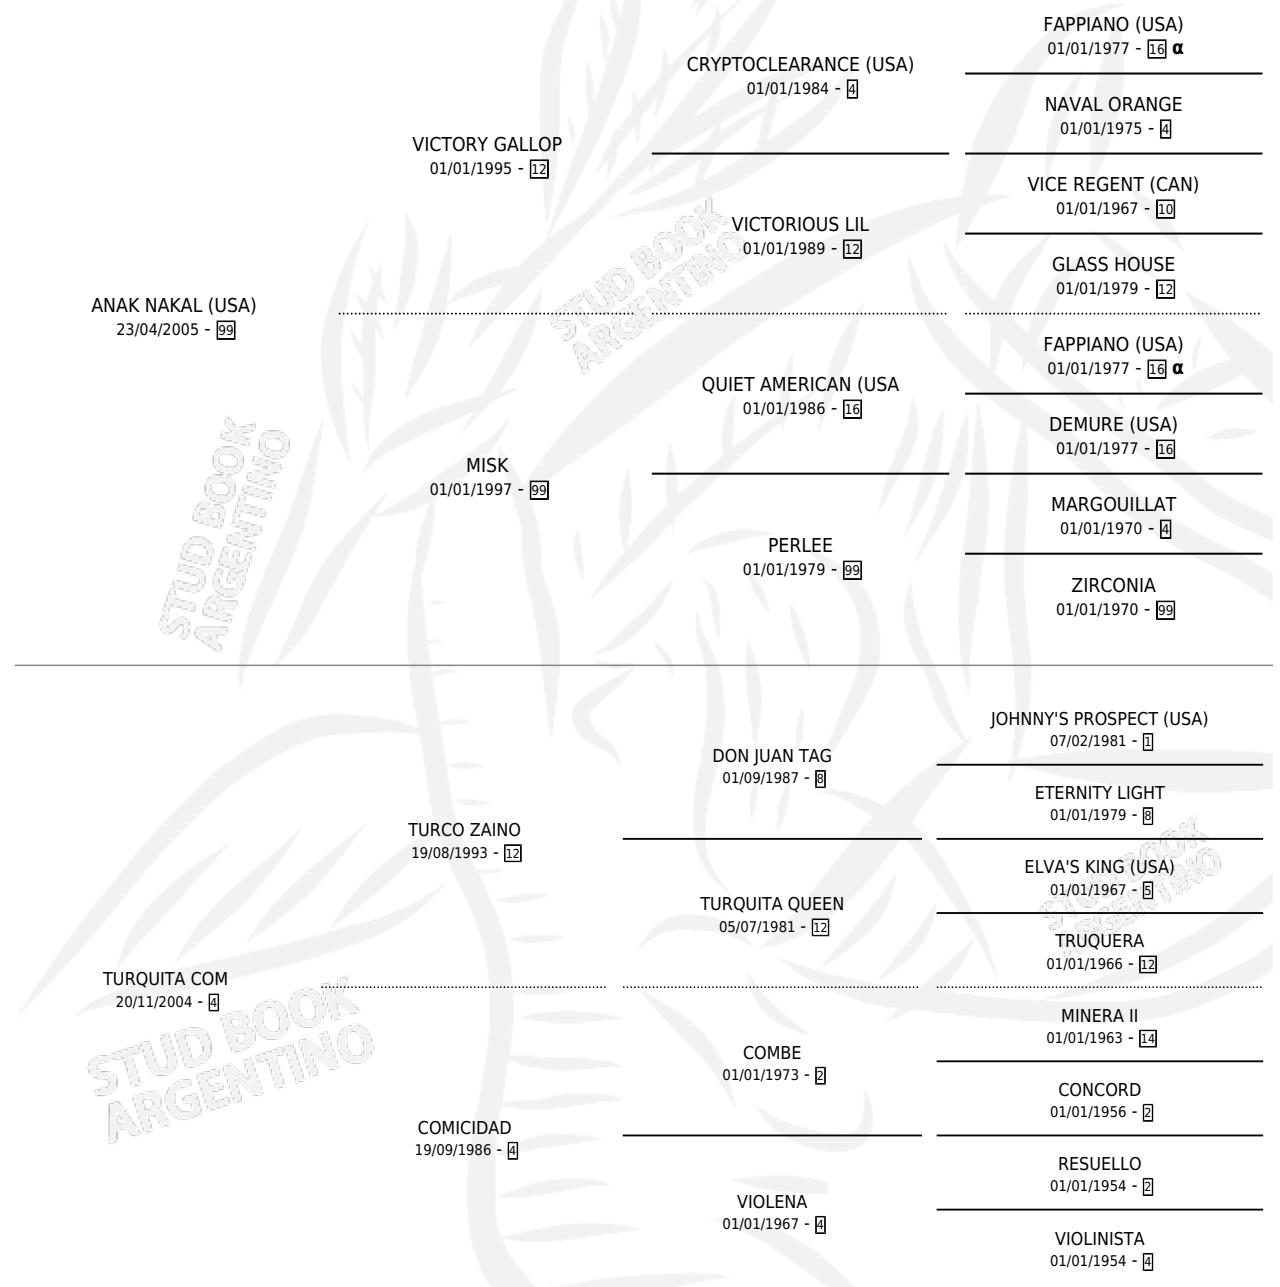 FAPPIANO (USA)
01/01/1977 - 16 α
CRYPTOCLEARANCE (USA)
01/01/1984 - 4
NAVAL ORANGE
01/01/1975 - 4
VICTORY GALLOP
01/01/1995 - 12
VICE REGENT (CAN)
01/01/1967 - 10
VICTORIOUS LIL
01/01/1989 - 12
GLASS HOUSE
01/01/1979 - 12
ANAK NAKAL (USA)
23/04/2005 - 99
FAPPIANO (USA)
01/01/1977 - 16 α
QUIET AMERICAN (USA
01/01/1986 - 16
DEMURE (USA)
01/01/1977 - 16
MISK
01/01/1997 - 99
MARGOUILLAT
01/01/1970 - 4
PERLEE
01/01/1979 - 99
ZIRCONIA
01/01/1970 - 99
JOHNNY'S PROSPECT (USA)
07/02/1981 - 1
DON JUAN TAG
01/09/1987 - 8
ETERNITY LIGHT
01/01/1979 - 8
TURCO ZAINO
19/08/1993 - 12
ELVA'S KING (USA)
01/01/1967 - 5
TURQUITA QUEEN
05/07/1981 - 12
TRUQUERA
01/01/1966 - 12
TURQUITA COM
20/11/2004 - 4
MINERA II
01/01/1963 - 14
COMBE
01/01/1973 - 2
CONCORD
01/01/1956 - 2
COMICIDAD
19/09/1986 - 4
RESUELLO
01/01/1954 - 2
VIOLENA
01/01/1967 - 4
VIOLINISTA
01/01/1954 - 4
STUD BOOK
ARGENTINO
STUD BOOK
ARGENTINO
STUD BOOK
ARGENTINO
STUD BOOK
ARGENTINO